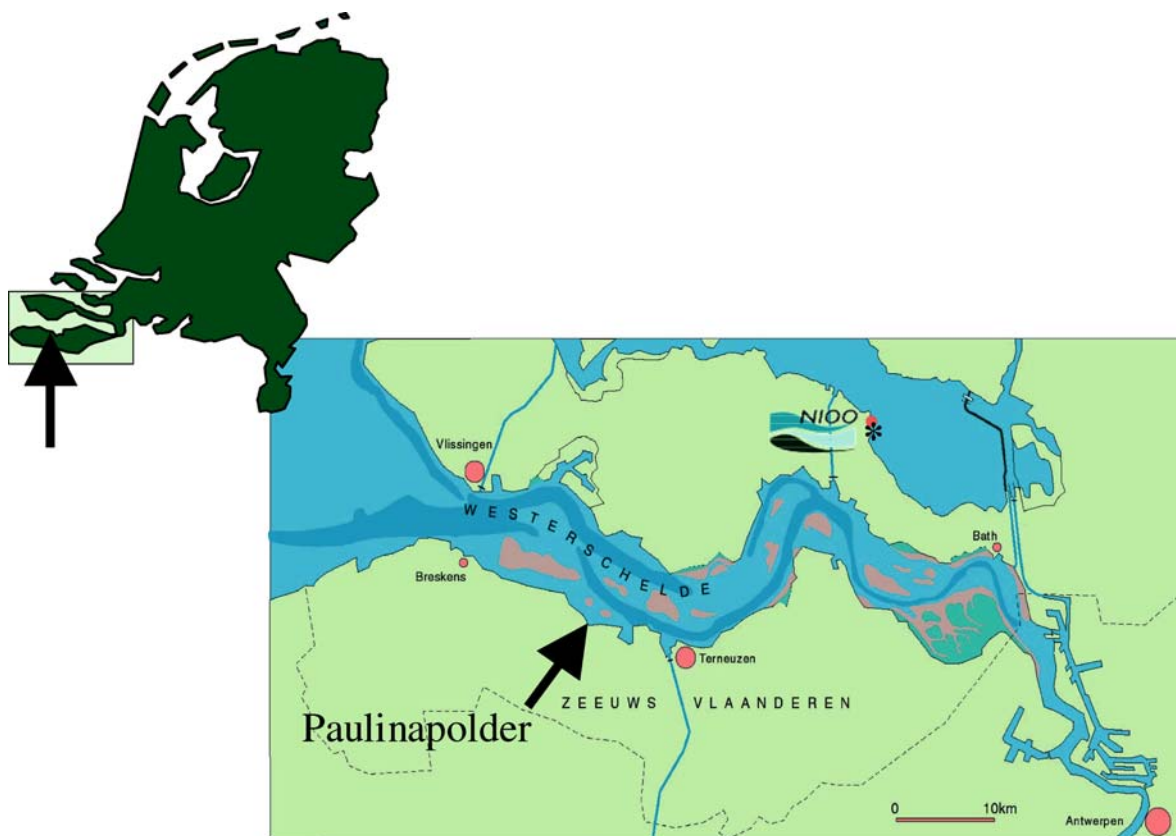 NIOO
*
Vlissingen
WESTERSCHELDE
Bath
Breskens
Terneuzen
ZEEUWS VLAANDEREN
Paulinapolder
0 10km
Antwerpen